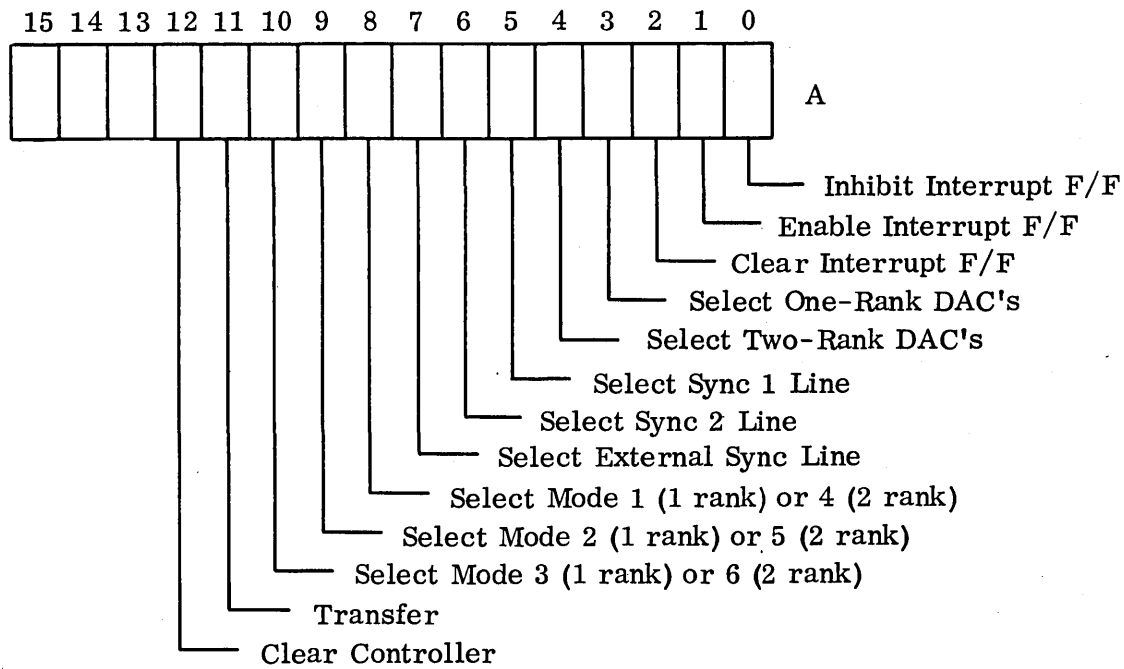 15 14 13 12 11 10 9 8 7 6 5 4 3 2 1 0
A
Inhibit Interrupt F/F
Enable Interrupt F/F
Clear Interrupt F/F
Select One-Rank DAC's
Select Two-Rank DAC's
Select Sync 1 Line
Select Sync 2 Line
Select External Sync Line
Select Mode 1 (1 rank) or 4 (2 rank)
Select Mode 2 (1 rank) or 5 (2 rank)
Select Mode 3 (1 rank) or 6 (2 rank)
Transfer
Clear Controller